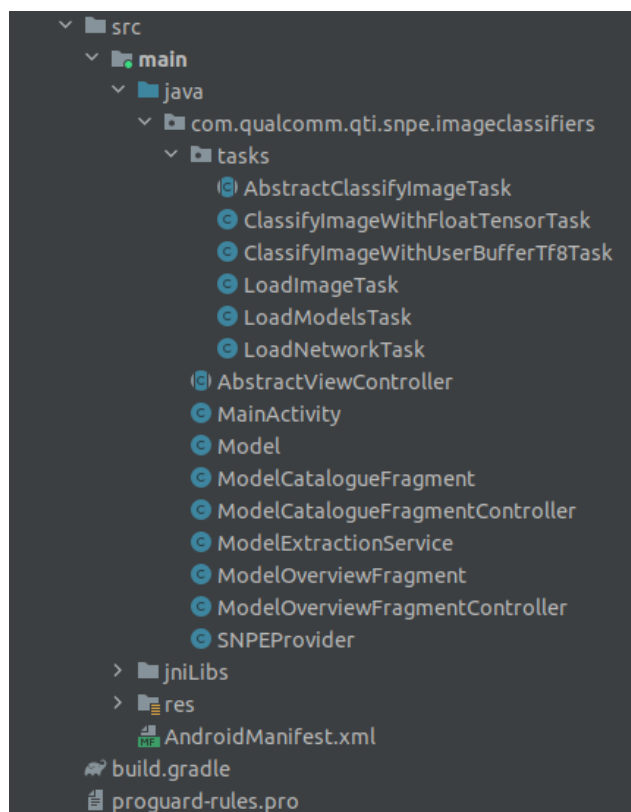 src
main
java
com.qualcomm.qti.snpe.imageclassifiers
tasks
AbstractClassifyImageTask
ClassifyImageWithFloatTensorTask
ClassifyImageWithUserBufferTf8Task
LoadImageTask
LoadModelsTask
LoadNetworkTask
AbstractViewController
MainActivity
Model
ModelCatalogueFragment
ModelCatalogueFragmentController
ModelExtractionService
ModelOverviewFragment
ModelOverviewFragmentController
SNPEProvider
jniLibs
res
AndroidManifest.xml
build.gradle
proguard-rules.pro